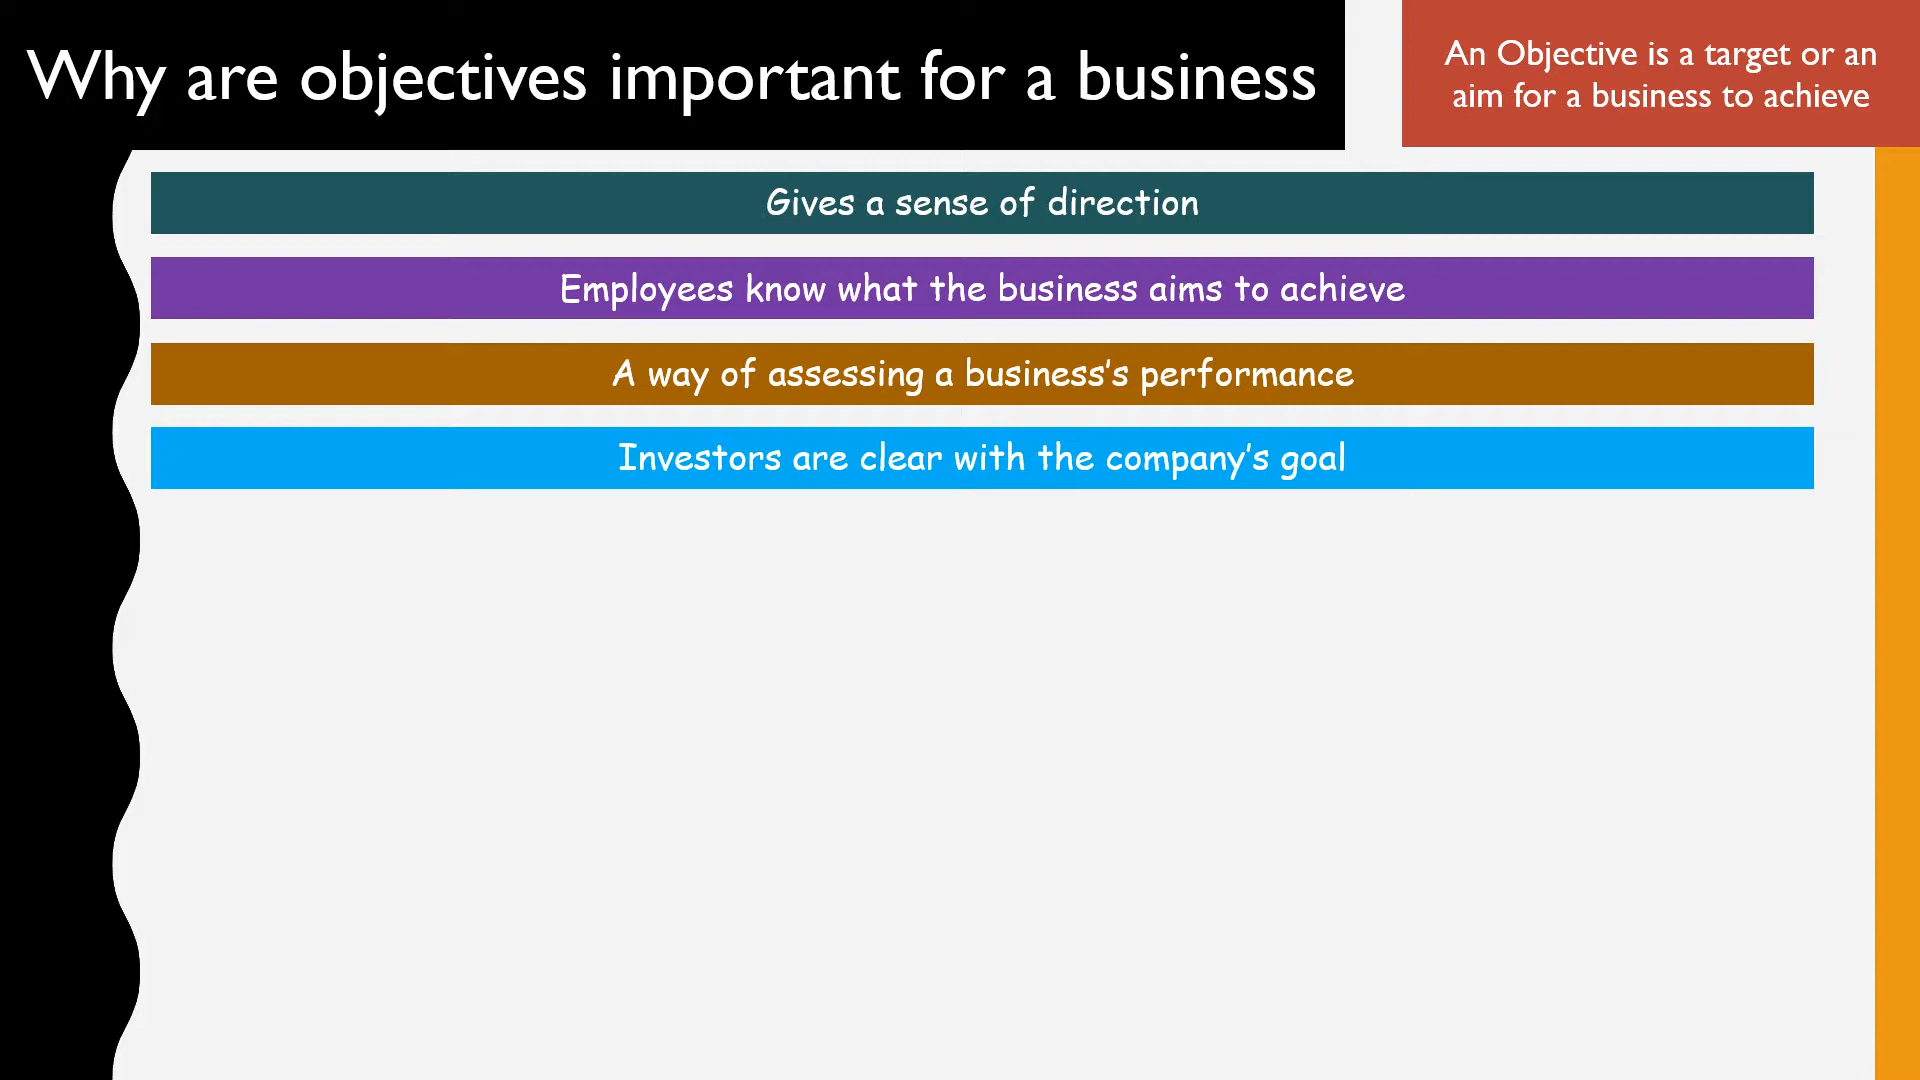 Why are objectives important for a business
An Objective is a target or an
aim for a business to achieve
Gives a sense of direction
Employees know what the business aims to achieve
A way of assessing a business's performance
Investors are clear with the company's goal